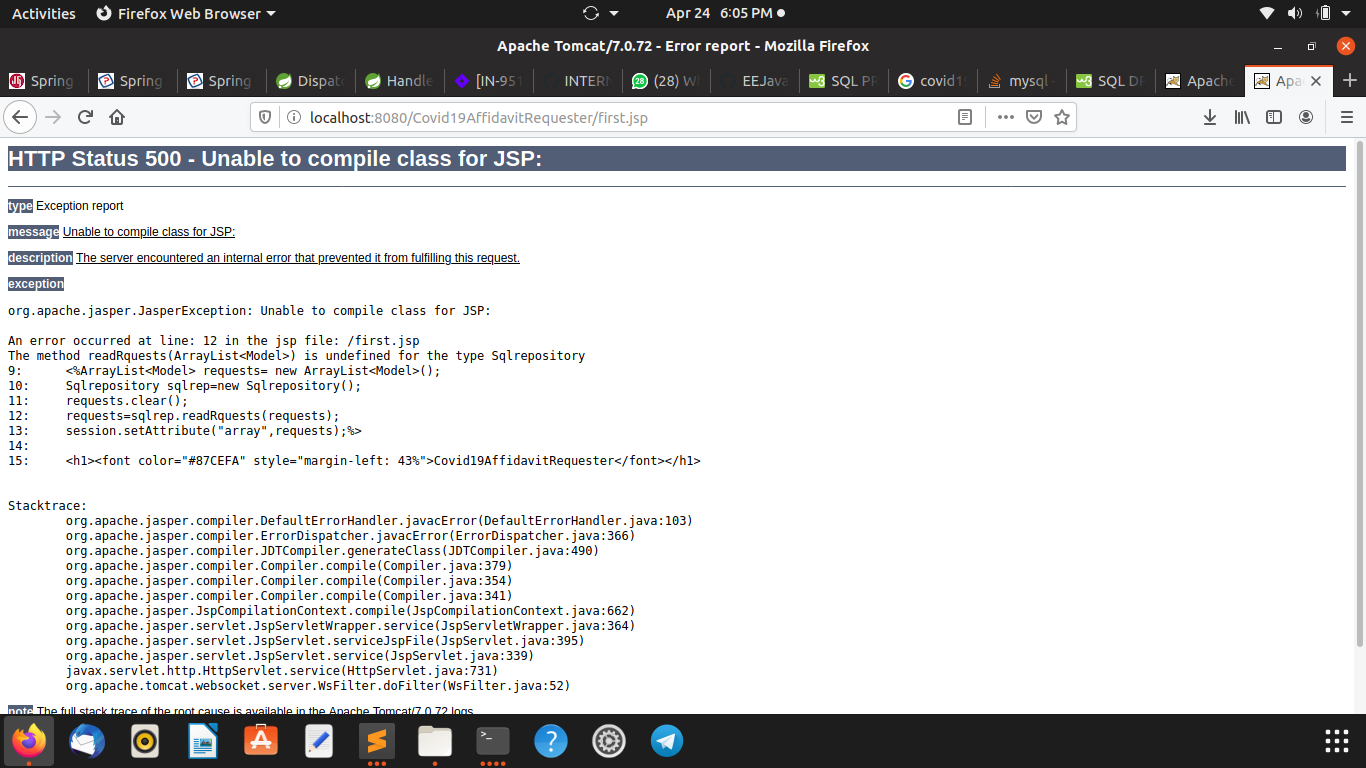 Activities Firefox Web Browser Apr 24 6:05 PM
Apache Tomcat/7.0.72 - Error report - Mozilla Firefox
Spring Spring Spring Dispat Handle [IN-951 INTERN (28) W EEJava SQL PR covid1 mysql - SQL D Apache Apa
localhost:8080/Covid19AffidavitRequester/first.jsp
HTTP Status 500 - Unable to compile class for JSP:
type Exception report
message Unable to compile class for JSP:
description The server encountered an internal error that prevented it from fulfilling this request.
exception
org.apache.jasper.JasperException: Unable to compile class for JSP:
An error occurred at line: 12 in the jsp file: /first.jsp
The method readRquests(ArrayList<Model>) is undefined for the type Sqlrepository
9: <%ArrayList<Model> requests= new ArrayList<Model>();
10: Sqlrepository sqlrep=new Sqlrepository();
11: requests.clear();
12: requests=sqlrep.readRquests(requests);
13: session.setAttribute("array",requests);%>
14:
15: <h1><font color="#87CEFA" style="margin-left: 43%">Covid19AffidavitRequester</font></h1>
Stacktrace:
org.apache.jasper.compiler.DefaultErrorHandler.javacError(DefaultErrorHandler.java:103)
org.apache.jasper.compiler.ErrorDispatcher.javacError(ErrorDispatcher.java:366)
org.apache.jasper.compiler.JDTCompiler.generateClass(JDTCompiler.java:490)
org.apache.jasper.compiler.Compiler.compile(Compiler.java:379)
org.apache.jasper.compiler.Compiler.compile(Compiler.java:354)
org.apache.jasper.compiler.Compiler.compile(Compiler.java:341)
org.apache.jasper.JspCompilationContext.compile(JspCompilationContext.java:662)
org.apache.jasper.servlet.JspServletWrapper.service(JspServletWrapper.java:364)
org.apache.jasper.servlet.JspServlet.serviceJspFile(JspServlet.java:395)
org.apache.jasper.servlet.JspServlet.service(JspServlet.java:339)
javax.servlet.http.HttpServlet.service(HttpServlet.java:731)
org.apache.tomcat.websocket.server.WsFilter.doFilter(WsFilter.java:52)
note The full stack trace of the root cause is available in the Apache Tomcat/7.0.72 logs